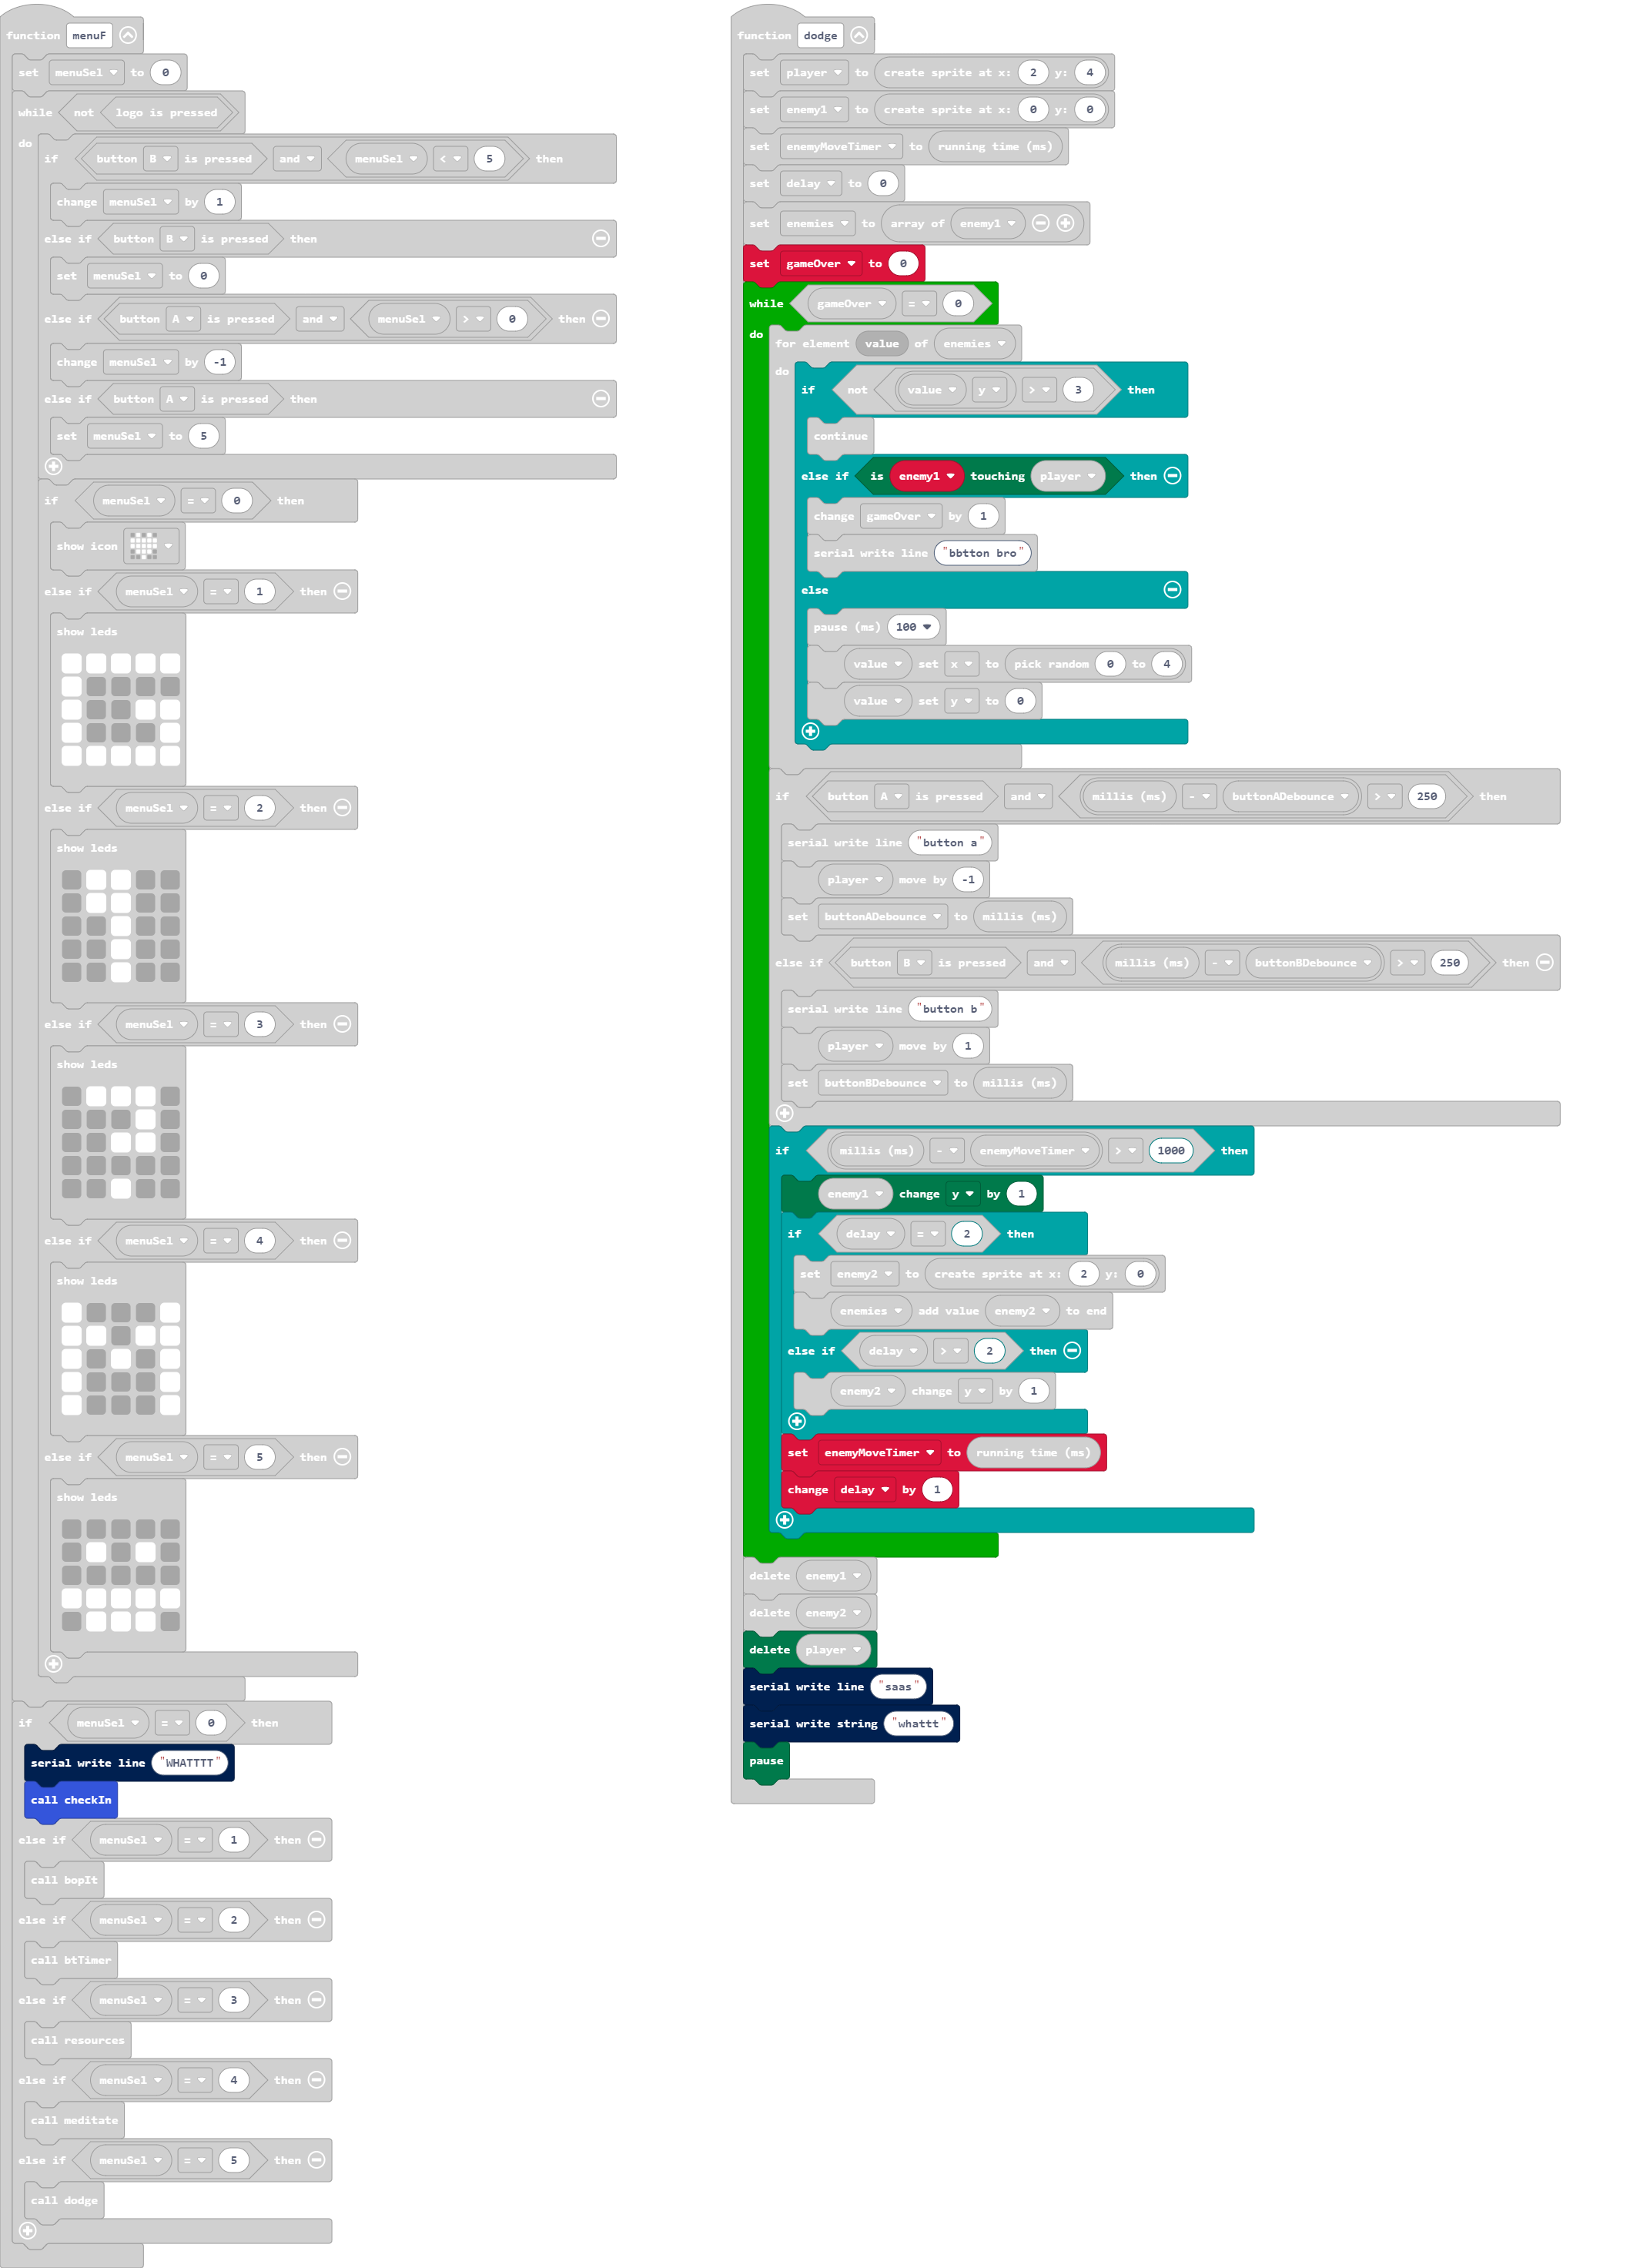 function menuF
set menuSel to 0
while not logo is pressed
do
if button B is pressed and menuSel < 5 then
change menuSel by 1
else if button B is pressed then
set menuSel to 0
else if button A is pressed and menuSel > 0 then
change menuSel by -1
else if button A is pressed then
set menuSel to 5
if menuSel = 0 then
show icon
else if menuSel = 1 then
show leds
else if menuSel = 2 then
show leds
else if menuSel = 3 then
show leds
else if menuSel = 4 then
show leds
else if menuSel = 5 then
show leds
if menuSel = 0 then
serial write line "WHATTTT"
call checkIn
else if menuSel = 1 then
call bopIt
else if menuSel = 2 then
call btTimer
else if menuSel = 3 then
call resources
else if menuSel = 4 then
call meditate
else if menuSel = 5 then
call dodge
function dodge
set player to create sprite at x: 2 y: 4
set enemy1 to create sprite at x: 0 y: 0
set enemyMoveTimer to running time (ms)
set delay to 0
set enemies to array of enemy1
set gameOver to 0
while gameOver = 0
do
for element value of enemies
do
if not value y > 3 then
continue
else if is enemy1 touching player then
change gameOver by 1
serial write line "bbtton bro"
else
pause (ms) 100
value set x to pick random 0 to 4
value set y to 0
if button A is pressed and millis (ms) - buttonADebounce > 250 then
serial write line "button a"
player move by -1
set buttonADebounce to millis (ms)
else if button B is pressed and millis (ms) - buttonBDebounce > 250 then
serial write line "button b"
player move by 1
set buttonBDebounce to millis (ms)
if millis (ms) - enemyMoveTimer > 1000 then
enemy1 change y by 1
if delay = 2 then
set enemy2 to create sprite at x: 2 y: 0
enemies add value enemy2 to end
else if delay > 2 then
enemy2 change y by 1
set enemyMoveTimer to running time (ms)
change delay by 1
delete enemy1
delete enemy2
delete player
serial write line "saas"
serial write string "whattt"
pause